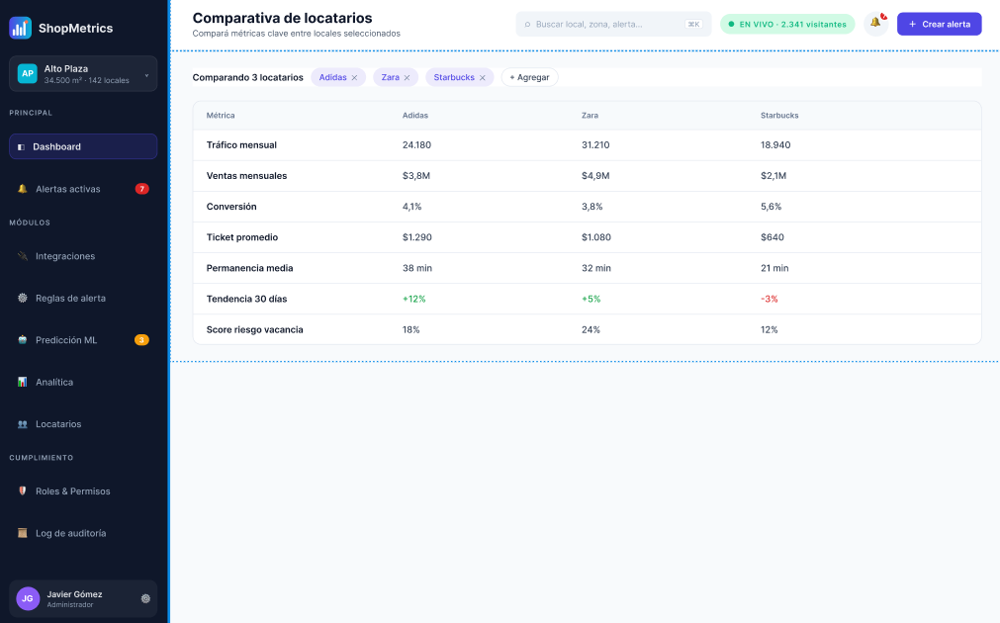 ShopMetrics
AP
Alto Plaza
34.500 m² · 142 locales
PRINCIPAL
Dashboard
Alertas activas
7
MÓDULOS
Integraciones
Reglas de alerta
Predicción ML
3
Analítica
Locatarios
CUMPLIMIENTO
Roles & Permisos
Log de auditoría
JG
Javier Gómez
Administrador
Comparativa de locatarios
Compará métricas clave entre locales seleccionados
Buscar local, zona, alerta... ⌘K
EN VIVO · 2.341 visitantes
+ Crear alerta
Comparando 3 locatarios Adidas × Zara × Starbucks × + Agregar
Métrica Adidas Zara Starbucks
Tráfico mensual 24.180 31.210 18.940
Ventas mensuales $3,8M $4,9M $2,1M
Conversión 4,1% 3,8% 5,6%
Ticket promedio $1.290 $1.080 $640
Permanencia media 38 min 32 min 21 min
Tendencia 30 días +12% +5% -3%
Score riesgo vacancia 18% 24% 12%